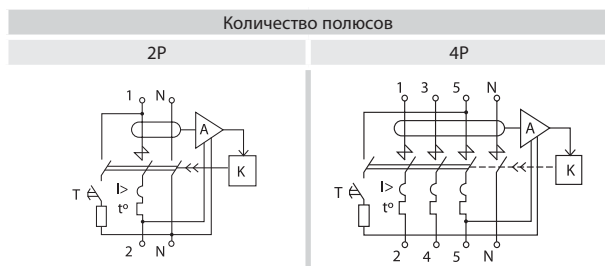 Количество полюсов
2P 4P
1 N 1 3 5 N
A A
K K
T I> T I>
t° t°
2 N 2 4 5 N